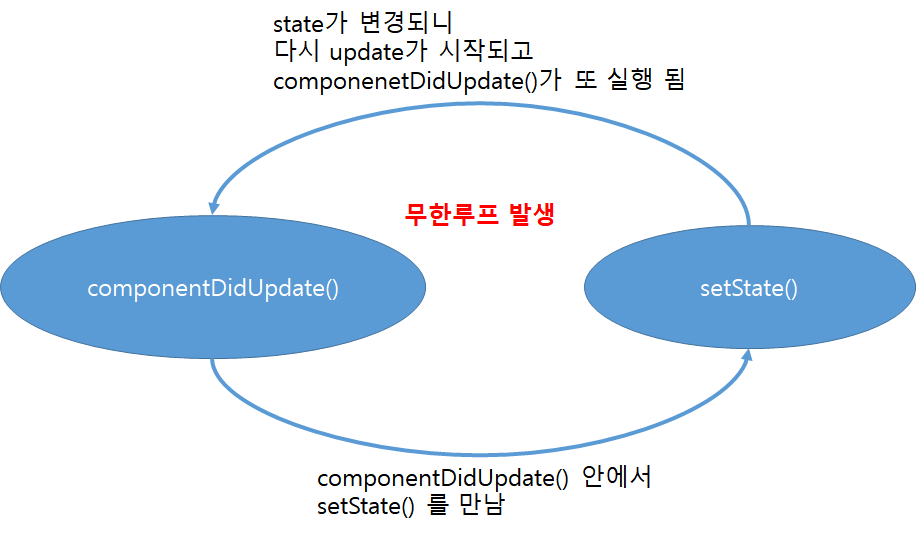 state가 변경되니
다시 update가 시작되고
componenetDidUpdate()가 또 실행 됨
무한루프 발생
componentDidUpdate()
setState()
componentDidUpdate() 안에서
setState() 를 만남